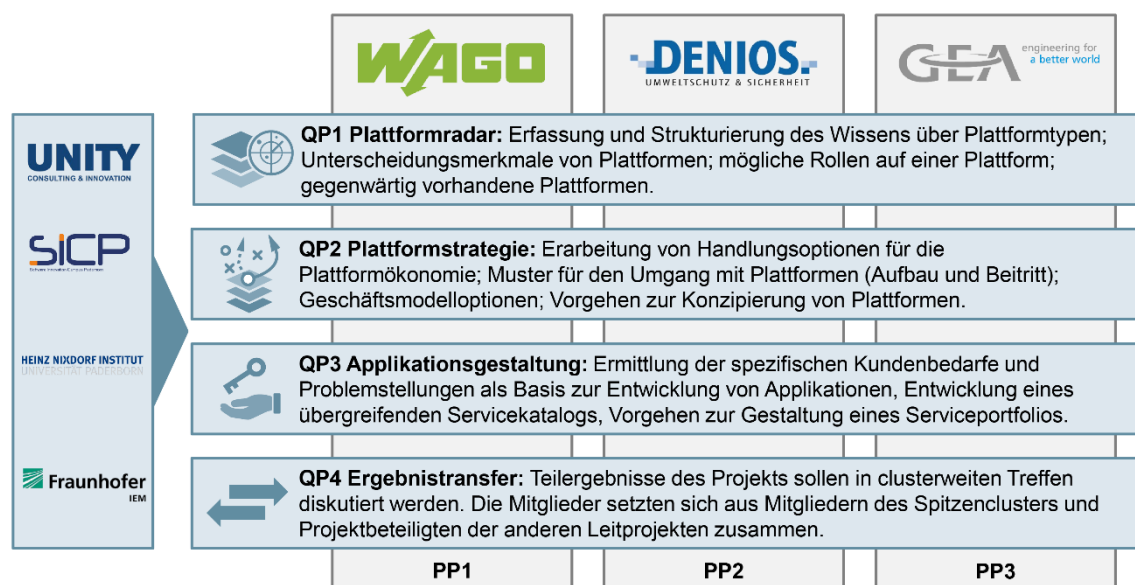 WAGO
DENIOS.
UMWELTSCHUTZ & SICHERHEIT
GEA
engineering for
a better world
UNITY
CONSULTING & INNOVATION
SICP
Software Innovation Campus Paderborn
HEINZ NIXDORF INSTITUT
UNIVERSITÄT PADERBORN
Fraunhofer
IEM
QP1 Plattformradar: Erfassung und Strukturierung des Wissens über Plattformtypen;
Unterscheidungsmerkmale von Plattformen; mögliche Rollen auf einer Plattform;
gegenwärtig vorhandene Plattformen.
QP2 Plattformstrategie: Erarbeitung von Handlungsoptionen für die
Plattformökonomie; Muster für den Umgang mit Plattformen (Aufbau und Beitritt);
Geschäftsmodelloptionen; Vorgehen zur Konzipierung von Plattformen.
QP3 Applikationsgestaltung: Ermittlung der spezifischen Kundenbedarfe und
Problemstellungen als Basis zur Entwicklung von Applikationen, Entwicklung eines
übergreifenden Servicekatalogs, Vorgehen zur Gestaltung eines Serviceportfolios.
QP4 Ergebnistransfer: Teilergebnisse des Projekts sollen in clusterweiten Treffen
diskutiert werden. Die Mitglieder setzten sich aus Mitgliedern des Spitzenclusters und
Projektbeteiligten der anderen Leitprojekten zusammen.
PP1
PP2
PP3